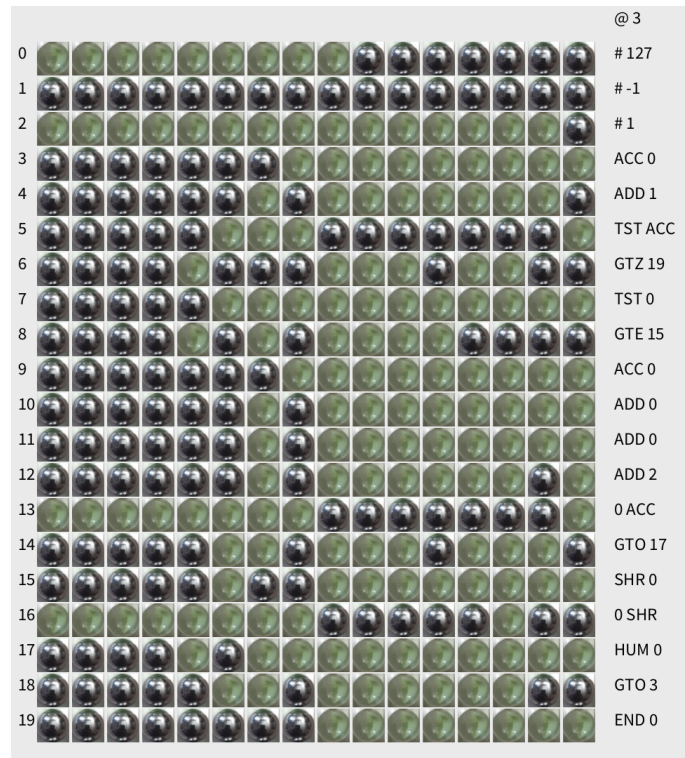 @ 3
0 # 127
1 # -1
2 # 1
3 ACC 0
4 ADD 1
5 TST ACC
6 GTZ 19
7 TST 0
8 GTE 15
9 ACC 0
10 ADD 0
11 ADD 0
12 ADD 2
13 0 ACC
14 GTO 17
15 SHR 0
16 0 SHR
17 HUM 0
18 GTO 3
19 END 0